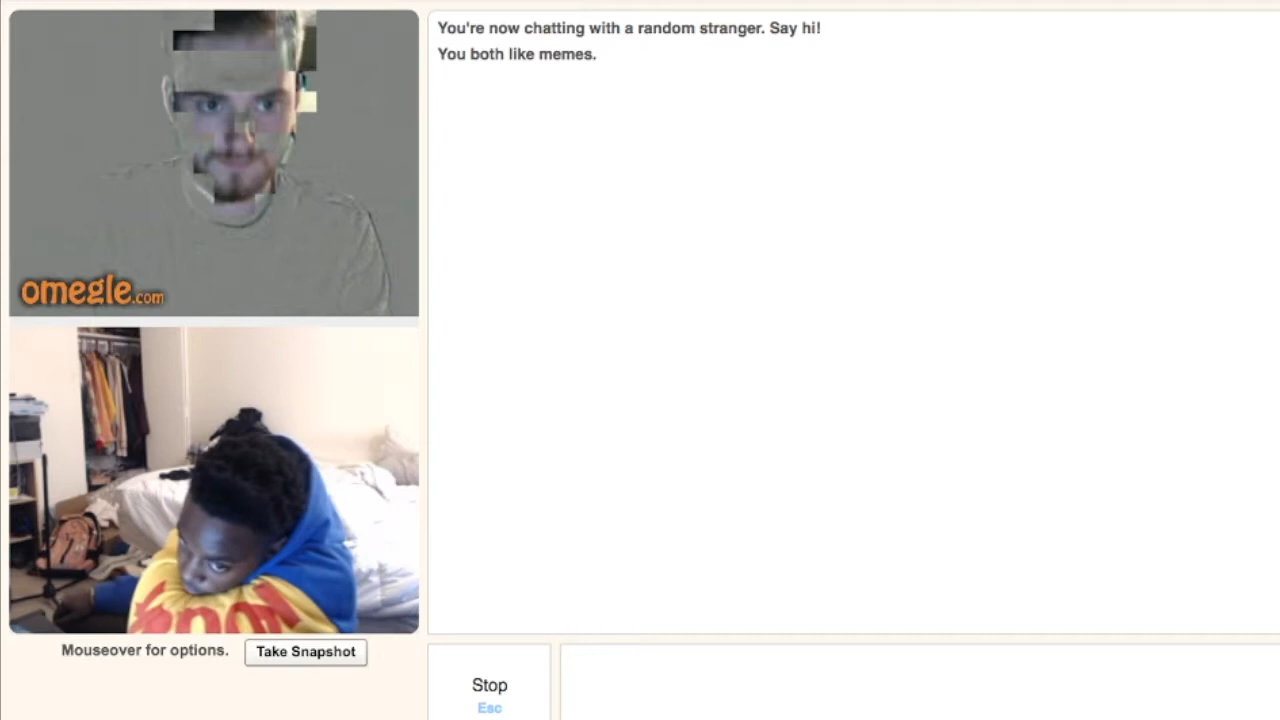 You're now chatting with a random stranger. Say hi!
You both like memes.
omegle.com
Mouseover for options.
Take Snapshot
Stop
Esc